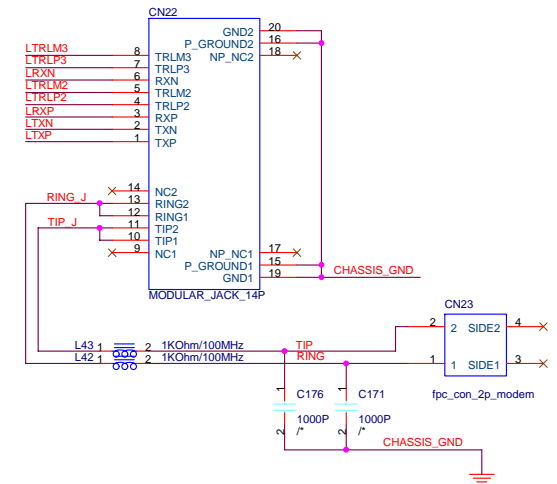 CN22
GND2 20
P_GROUND2 16
NP_NC2 18
LTRLM3 8 TRLM3
LTRLP3 7 TRLP3
LRXN 6 RXN
LTRLM2 5 TRLM2
LTRLP2 4 TRLP2
LRXP 3 RXP
LTXN 2 TXN
LTXP 1 TXP
14 NC2
RING_J 13 RING2
12 RING1
TIP_J 11 TIP2
10 TIP1
9 NC1
NP_NC1 17
P_GROUND1 15
GND1 19
CHASSIS_GND
MODULAR_JACK_14P
CN23
2 2 SIDE2 4
1 1 SIDE1 3
fpc_con_2p_modem
L43 1 2 1KOhm/100MHz TIP
L42 1 2 1KOhm/100MHz RING
1 C176 1 C171
1000P 1000P
2 /* 2 /*
CHASSIS_GND